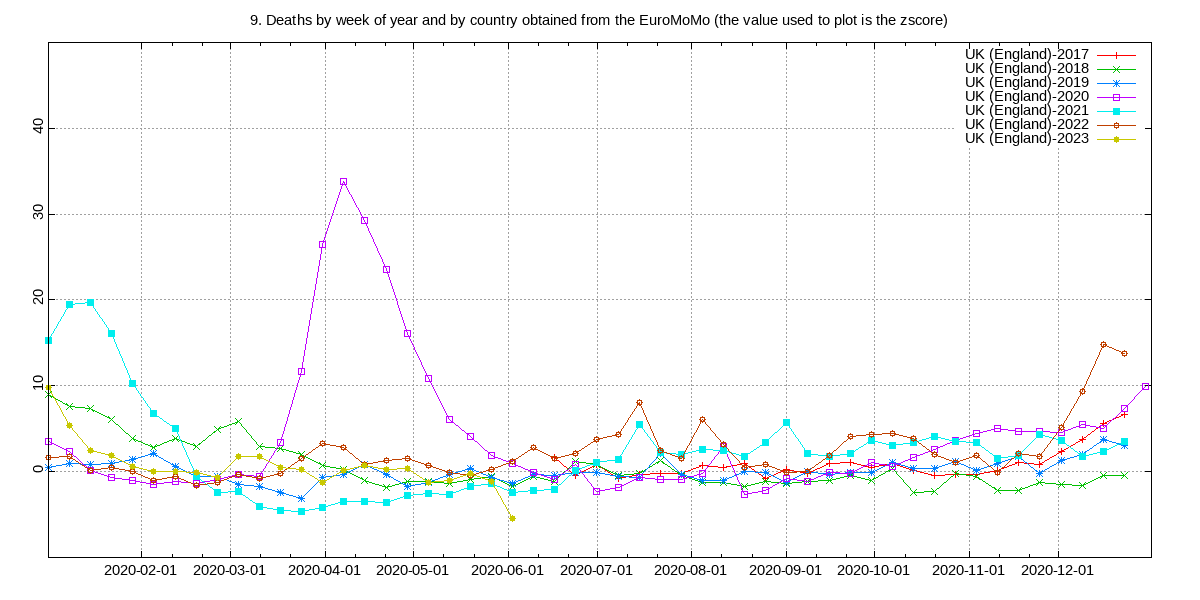 9. Deaths by week of year and by country obtained from the EuroMoMo (the value used to plot is the zscore)
UK (England)-2017
UK (England)-2018
UK (England)-2019
UK (England)-2020
UK (England)-2021
UK (England)-2022
UK (England)-2023
40
30
20
10
0
2020-02-01 2020-03-01 2020-04-01 2020-05-01 2020-06-01 2020-07-01 2020-08-01 2020-09-01 2020-10-01 2020-11-01 2020-12-01